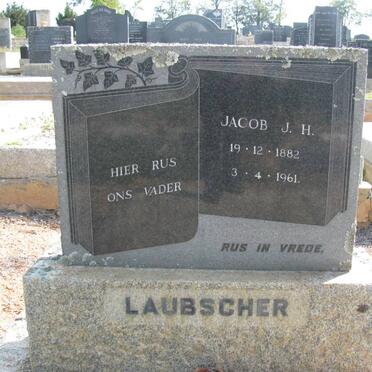 HIER RUS
ONS VADER
JACOB J. H.
19 · 12 · 1882
3 · 4 · 1961.
RUS IN VREDE.
LAUBSCHER